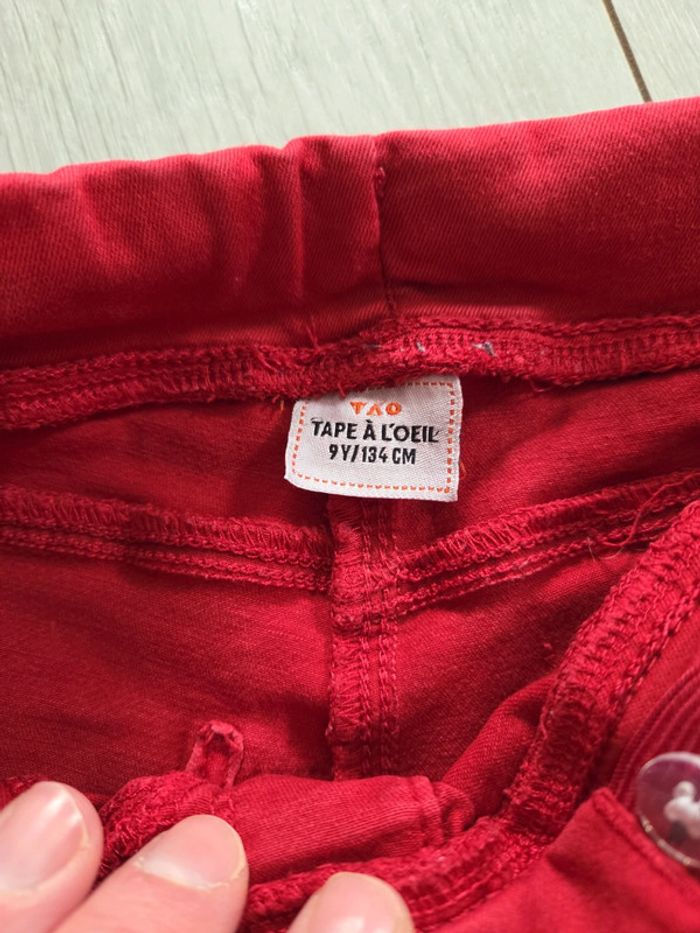 TAO
TAPE À L'OEIL
9Y/134 CM